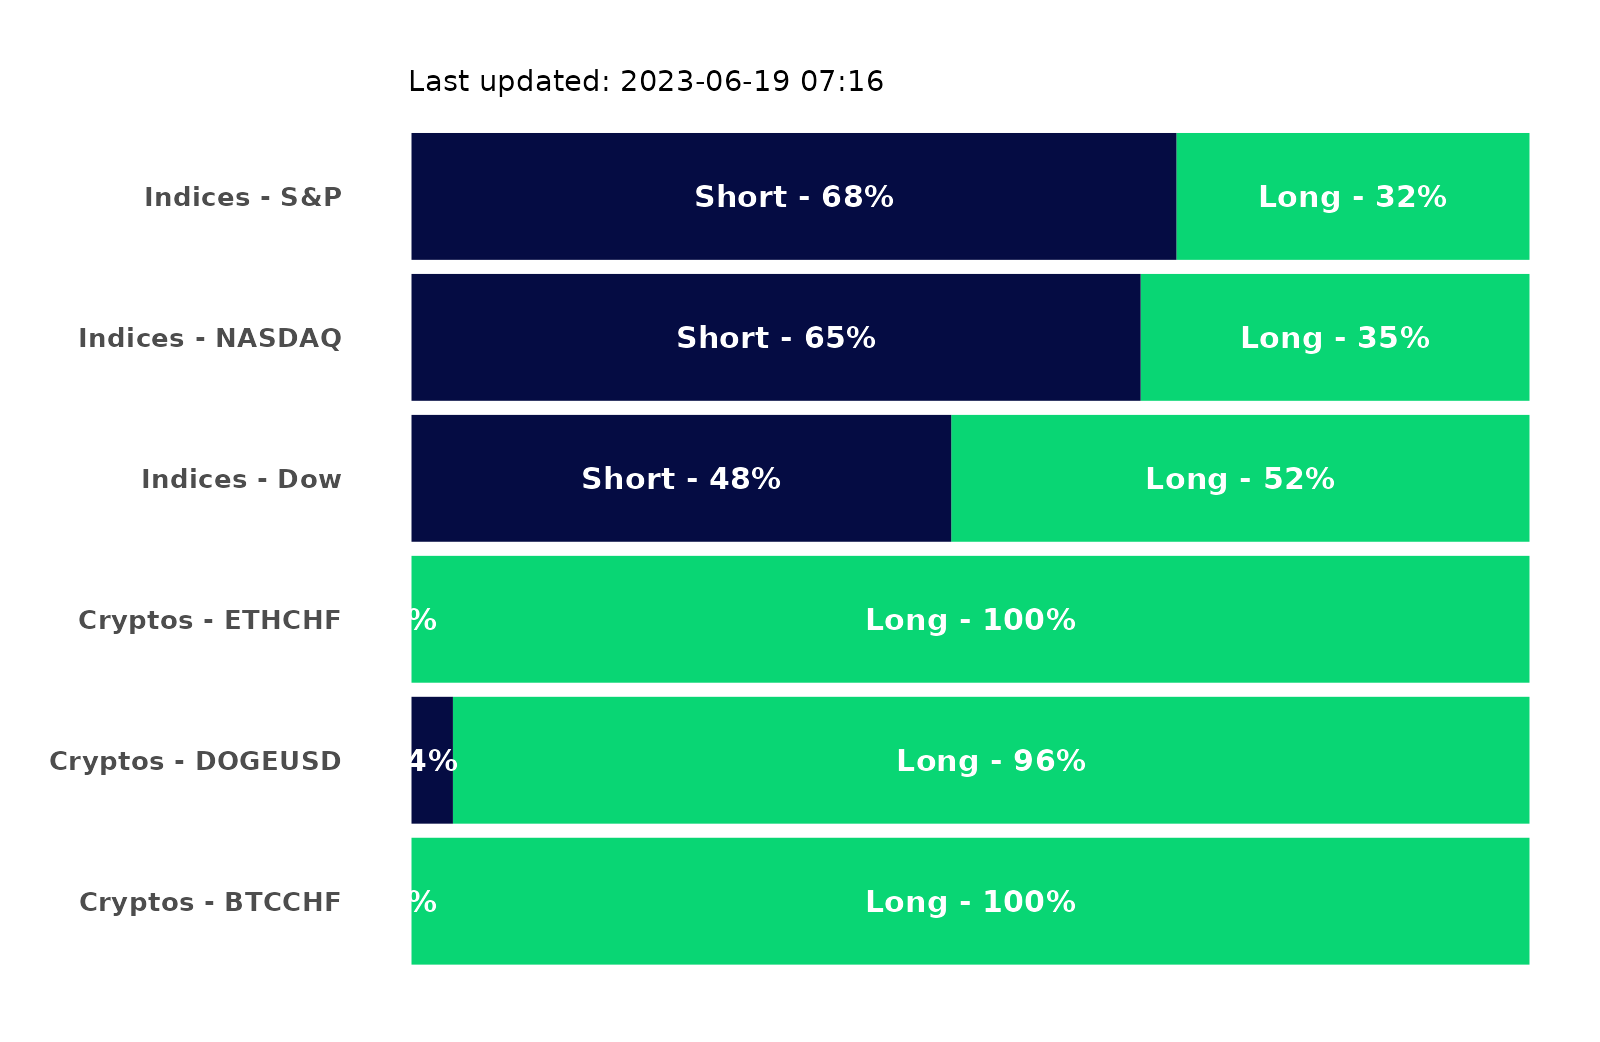 Last updated: 2023-06-19 07:16
Indices - S&P Short - 68% Long - 32%
Indices - NASDAQ Short - 65% Long - 35%
Indices - Dow Short - 48% Long - 52%
Cryptos - ETHCHF % Long - 100%
Cryptos - DOGEUSD 4% Long - 96%
Cryptos - BTCCHF % Long - 100%